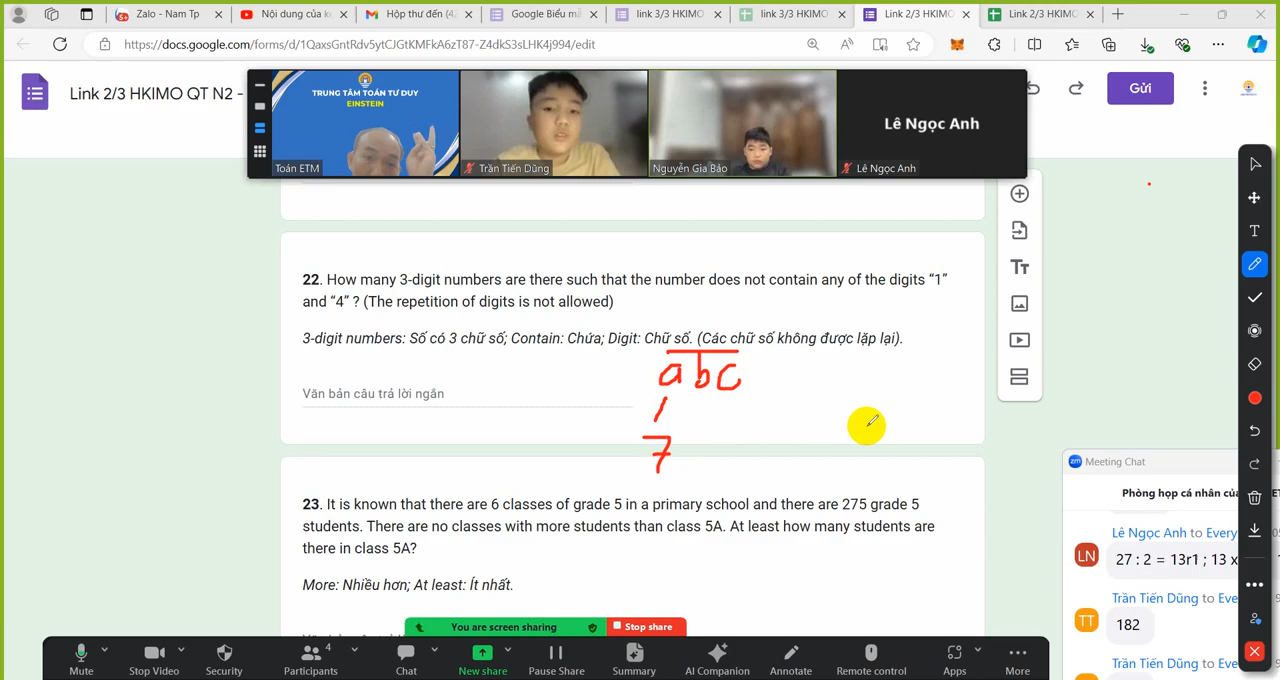 Zalo - Nam Tp
Nội dung của k
Hộp thư đến (4
Google Biểu m
link 3/3 HKIMO
link 3/3 HKIMO
Link 2/3 HKIMO
Link 2/3 HKIMO
https://docs.google.com/forms/d/1QaxsGntRdv5ytCJGtKMFkA6zT87-Z4dkS3sLHK4j994/edit
Link 2/3 HKIMO QT N2 -
Gửi
TRUNG TÂM TOÁN TƯ DUY
EINSTEIN
Toán ETM
Trần Tiến Dũng
Nguyễn Gia Bảo
Lê Ngọc Anh
Lê Ngọc Anh
22. How many 3-digit numbers are there such that the number does not contain any of the digits “1”
and “4” ? (The repetition of digits is not allowed)
3-digit numbers: Số có 3 chữ số; Contain: Chứa; Digit: Chữ số. (Các chữ số không được lặp lại).
abc
7
Văn bản câu trả lời ngắn
23. It is known that there are 6 classes of grade 5 in a primary school and there are 275 grade 5
students. There are no classes with more students than class 5A. At least how many students are
there in class 5A?
More: Nhiều hơn; At least: Ít nhất.
Meeting Chat
Phòng họp cá nhân của
Lê Ngọc Anh to Every
27 : 2 = 13r1 ; 13 x
LN
Trần Tiến Dũng to Eve
TT
182
Trần Tiến Dũng to Eve
You are screen sharing
Stop share
Mute
Stop Video
Security
4
Participants
Chat
New share
Pause Share
Summary
AI Companion
Annotate
Remote control
Apps
More